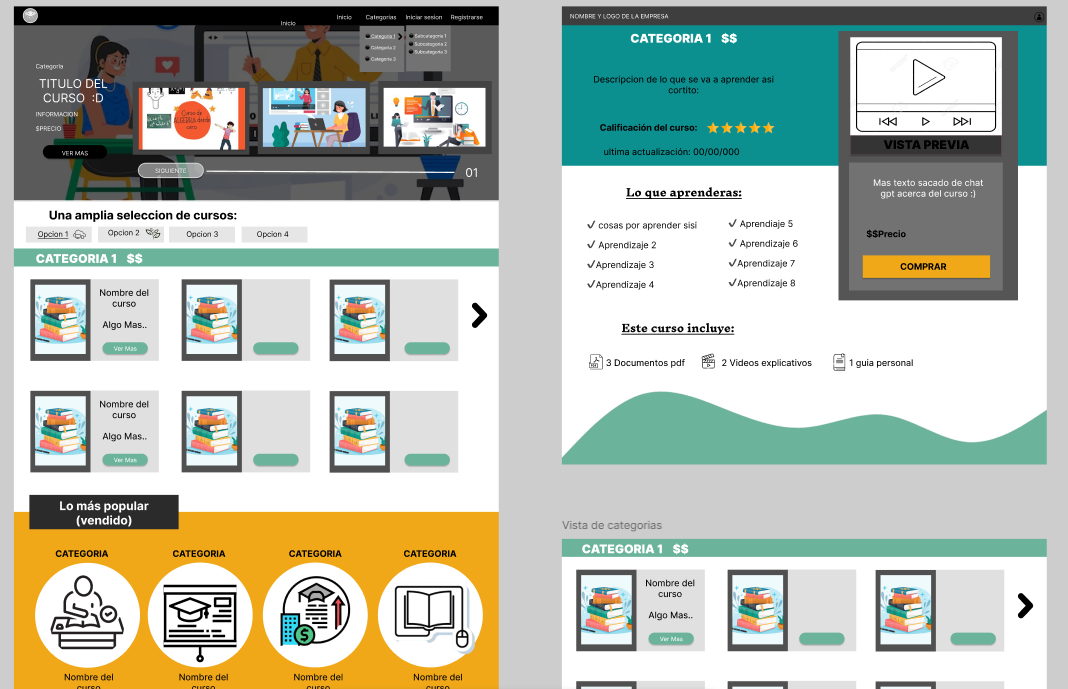 Inicio
Inicio
Categorias
Iniciar sesion
Registrarse
Categoria 1
Categoria 2
Categoria 3
Subcategoria 2
Subcategoria 3
Categoria
TITULO DEL
CURSO :D
INFORMACION
$PRECIO
VER MAS
Curso de
SIGUIENTE
01
Una amplia seleccion de cursos:
Opcion 1
Opcion 2
Opcion 3
Opcion 4
CATEGORIA 1 $$
Nombre del
curso
Algo Mas..
Ver Mas
Nombre del
curso
Algo Mas..
Ver Mas
Lo más popular
(vendido)
CATEGORIA
CATEGORIA
CATEGORIA
CATEGORIA
Nombre del
curso
Nombre del
curso
Nombre del
curso
Nombre del
curso
NOMBRE Y LOGO DE LA EMPRESA
CATEGORIA 1 $$
Descripcion de lo que se va a aprender asi
cortito:
Calificación del curso:
ultima actualización: 00/00/000
VISTA PREVIA
Mas texto sacado de chat
gpt acerca del curso :)
$$Precio
COMPRAR
Lo que aprenderas:
✓ cosas por aprender sisi
✓ Aprendizaje 2
✓Aprendizaje 3
✓Aprendizaje 4
✓ Aprendiaje 5
✓ Aprendizaje 6
✓Aprendizaje 7
✓Aprendizaje 8
Este curso incluye:
3 Documentos pdf
2 Videos explicativos
1 guia personal
Vista de categorias
CATEGORIA 1 $$
Nombre del
curso
Algo Mas..
Ver Mas